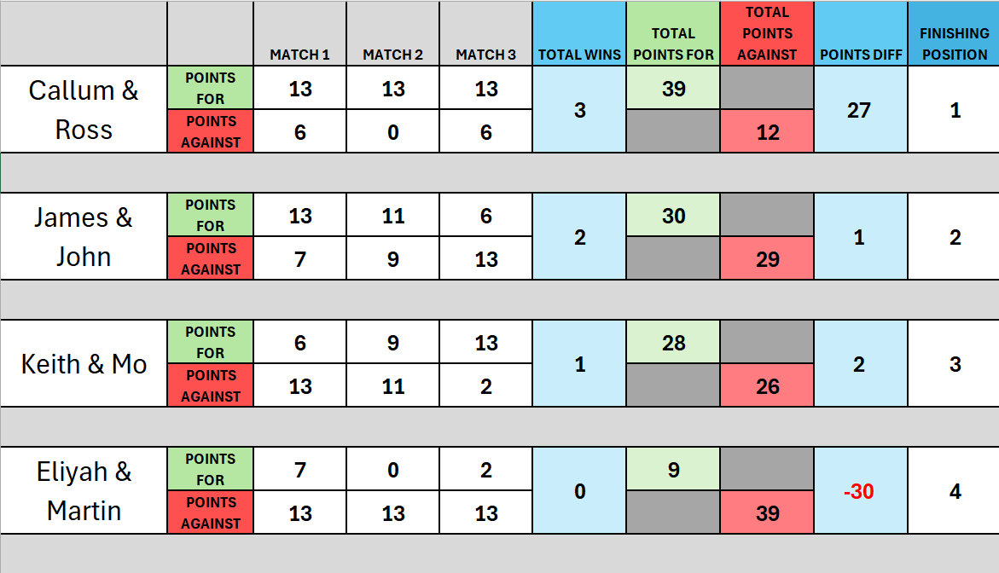 MATCH 1 MATCH 2 MATCH 3 TOTAL WINS TOTAL POINTS FOR TOTAL POINTS AGAINST POINTS DIFF FINISHING POSITION
Callum & Ross
POINTS FOR 13 13 13 39
3 27 1
POINTS AGAINST 6 0 6 12
James & John
POINTS FOR 13 11 6 30
2 1 2
POINTS AGAINST 7 9 13 29
Keith & Mo
POINTS FOR 6 9 13 28
1 2 3
POINTS AGAINST 13 11 2 26
Eliyah & Martin
POINTS FOR 7 0 2 9
0 -30 4
POINTS AGAINST 13 13 13 39